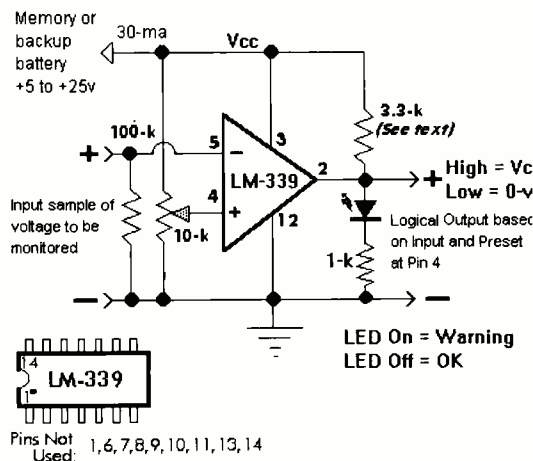 Memory or
backup
battery
+5 to +25v
30-ma
Vcc
3.3-k
(See text)
100-k
5
3
+
−
LM-339
2
+
High = Vc
Low = 0-v
4
+
12
Input sample of
voltage to be
monitored
10-k
Logical Output based
on Input and Preset
at Pin 4
1-k
−
−
LED On = Warning
LED Off = OK
14
LM-339
1
Pins Not
Used: 1,6,7,8,9,10,11,13,14